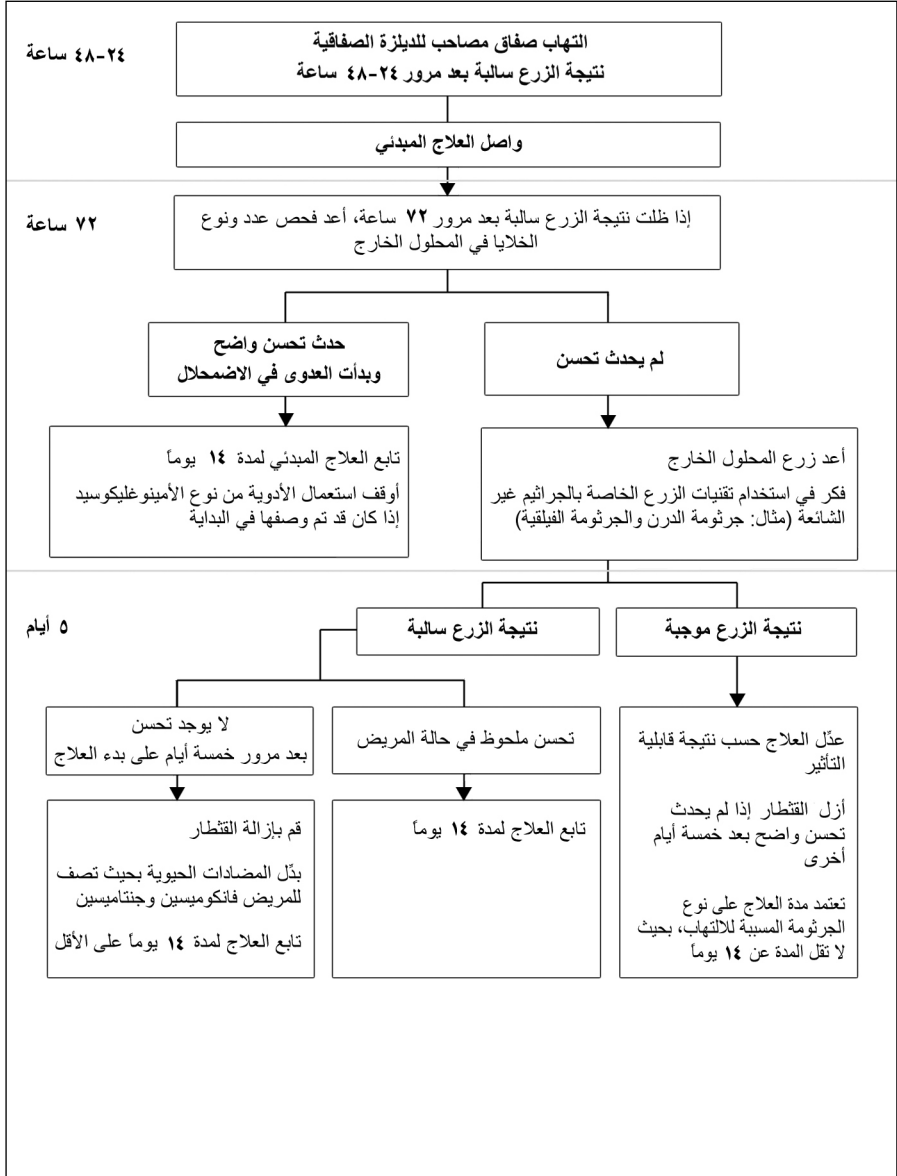 ٢٤-٤٨ ساعة
التهاب صفاق مصاحب للديلزة الصفاقية
نتيجة الزرع سالبة بعد مرور ٢٤-٤٨ ساعة
واصل العلاج المبدئي
٧٢ ساعة
إذا ظلت نتيجة الزرع سالبة بعد مرور ٧٢ ساعة، أعد فحص عدد ونوع
الخلايا في المحلول الخارج
لم يحدث تحسن
حدث تحسن واضح
وبدأت العدوى في الاضمحلال
أعد زرع المحلول الخارج
فكر في استخدام تقنيات الزرع الخاصة بالجراثيم غير
الشائعة (مثال: جرثومة الدرن والجرثومة الفيلقية)
تابع العلاج المبدئي لمدة ١٤ يوماً
أوقف استعمال الأدوية من نوع الأمينوغليكوسيد
إذا كان قد تم وصفها في البداية
٥ أيام
نتيجة الزرع موجبة
نتيجة الزرع سالبة
عدِّل العلاج حسب نتيجة قابلية
التأثير
أزل القثطار إذا لم يحدث
تحسن واضح بعد خمسة أيام
أخرى
تعتمد مدة العلاج على نوع
الجرثومة المسببة للالتهاب، بحيث
لا تقل المدة عن ١٤ يوماً
تحسن ملحوظ في حالة المريض
تابع العلاج لمدة ١٤ يوماً
لا يوجد تحسن
بعد مرور خمسة أيام على بدء العلاج
قم بإزالة القثطار
بدِّل المضادات الحيوية بحيث تصف
للمريض فانكوميسين وجنتاميسين
تابع العلاج لمدة ١٤ يوماً على الأقل